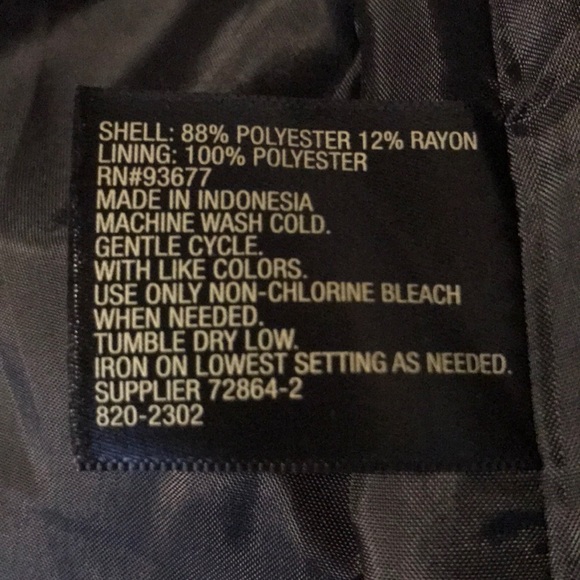 SHELL: 88% POLYESTER 12% RAYON
LINING: 100% POLYESTER
RN#93677
MADE IN INDONESIA
MACHINE WASH COLD.
GENTLE CYCLE.
WITH LIKE COLORS.
USE ONLY NON-CHLORINE BLEACH
WHEN NEEDED.
TUMBLE DRY LOW.
IRON ON LOWEST SETTING AS NEEDED.
SUPPLIER 72864-2
820-2302